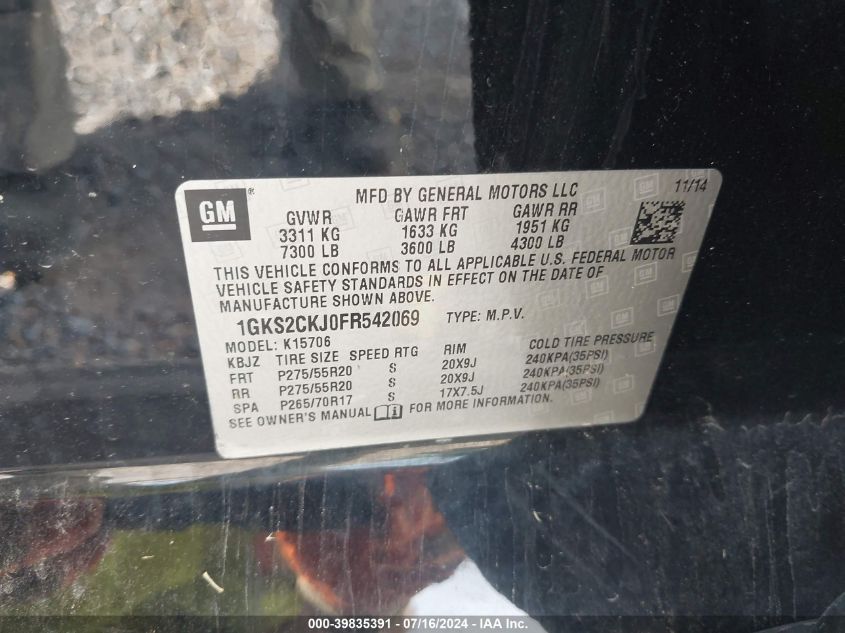 GM® MFD BY GENERAL MOTORS LLC 11/14
GVWR GAWR FRT GAWR RR
3311 KG 1633 KG 1951 KG
7300 LB 3600 LB 4300 LB
THIS VEHICLE CONFORMS TO ALL APPLICABLE U.S. FEDERAL MOTOR
VEHICLE SAFETY STANDARDS IN EFFECT ON THE DATE OF
MANUFACTURE SHOWN ABOVE.
1GKS2CKJ0FR542069 TYPE: M.P.V.
MODEL: K15706
KBJZ TIRE SIZE SPEED RTG RIM COLD TIRE PRESSURE
FRT P275/55R20 S 20X9J 240KPA(35PSI)
RR P275/55R20 S 20X9J 240KPA(35PSI)
SPA P265/70R17 S 17X7.5J 240KPA(35PSI)
SEE OWNER'S MANUAL FOR MORE INFORMATION.
000-39835391 - 07/16/2024 - IAA Inc.